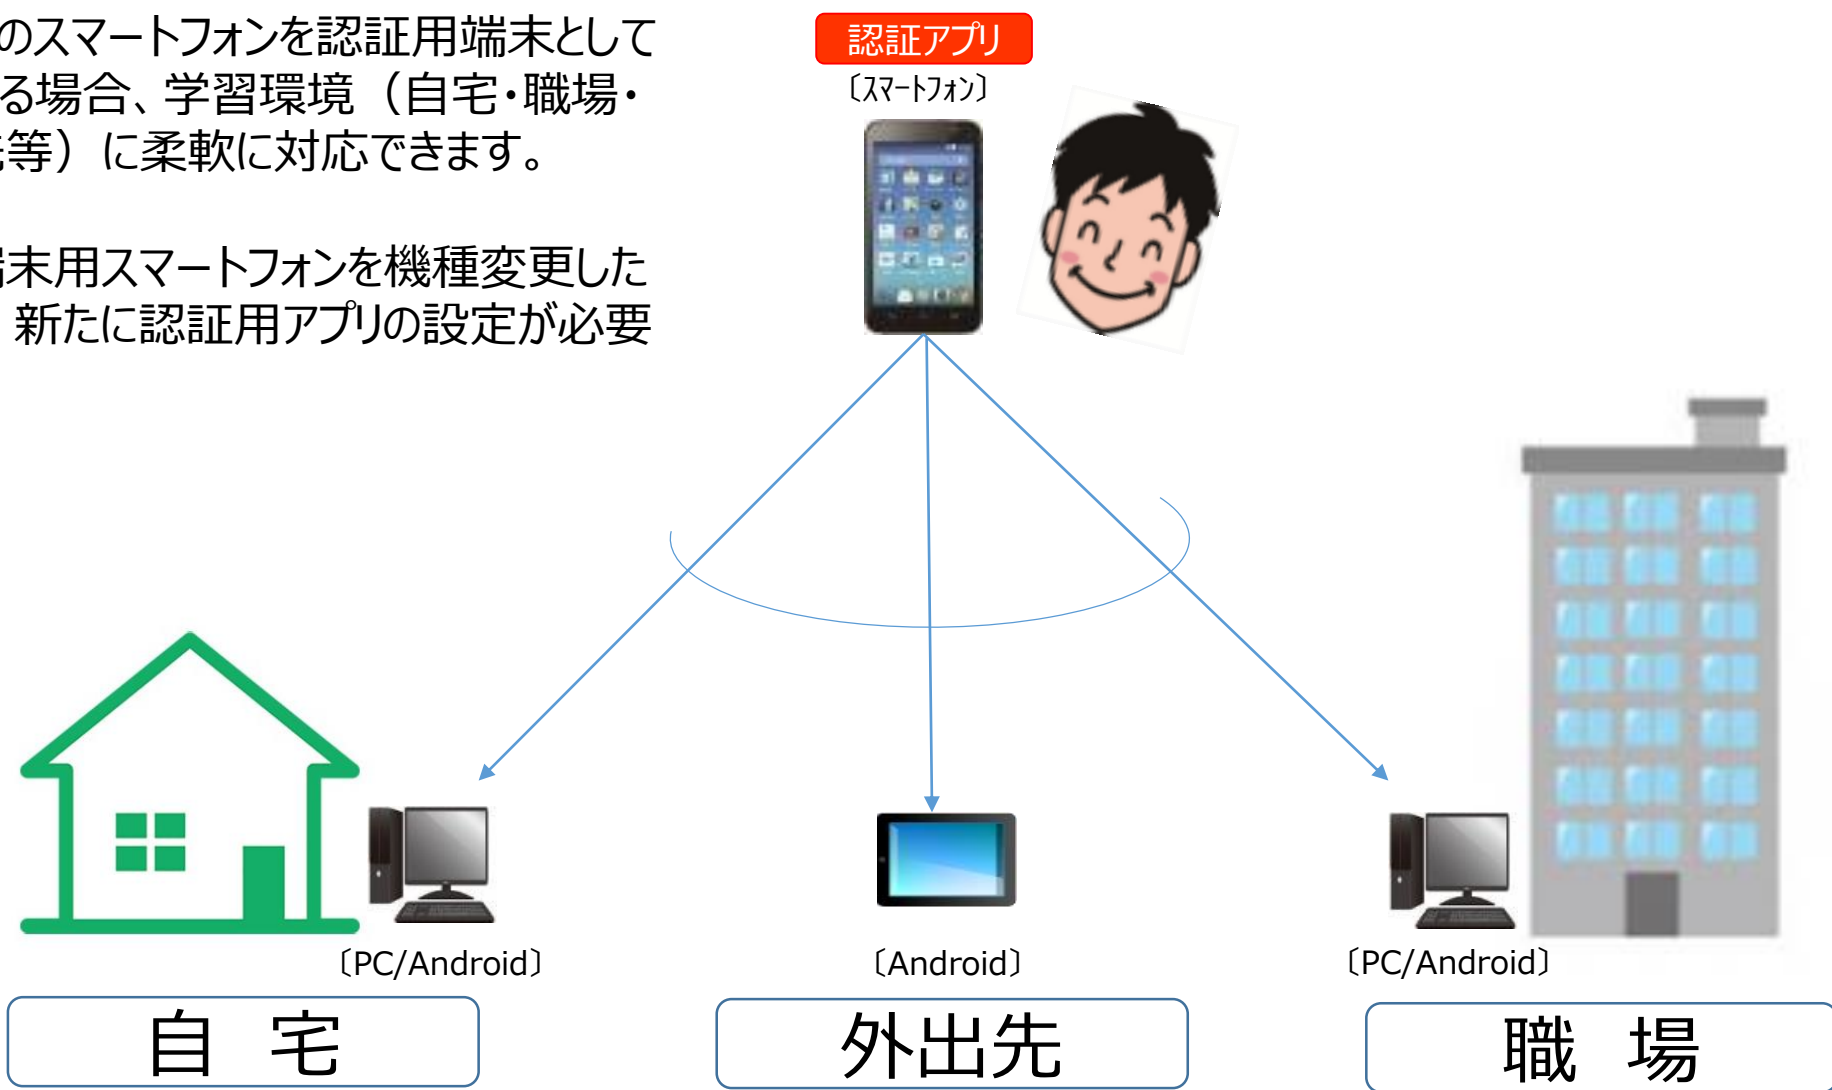 のスマートフォンを認証用端末として
る場合、学習環境（自宅・職場・
先等）に柔軟に対応できます。
端末用スマートフォンを機種変更した
新たに認証用アプリの設定が必要
認証アプリ
〔ｽﾏｰﾄﾌｫﾝ〕
〔PC/Android〕
〔Android〕
〔PC/Android〕
自　宅
外出先
職　場